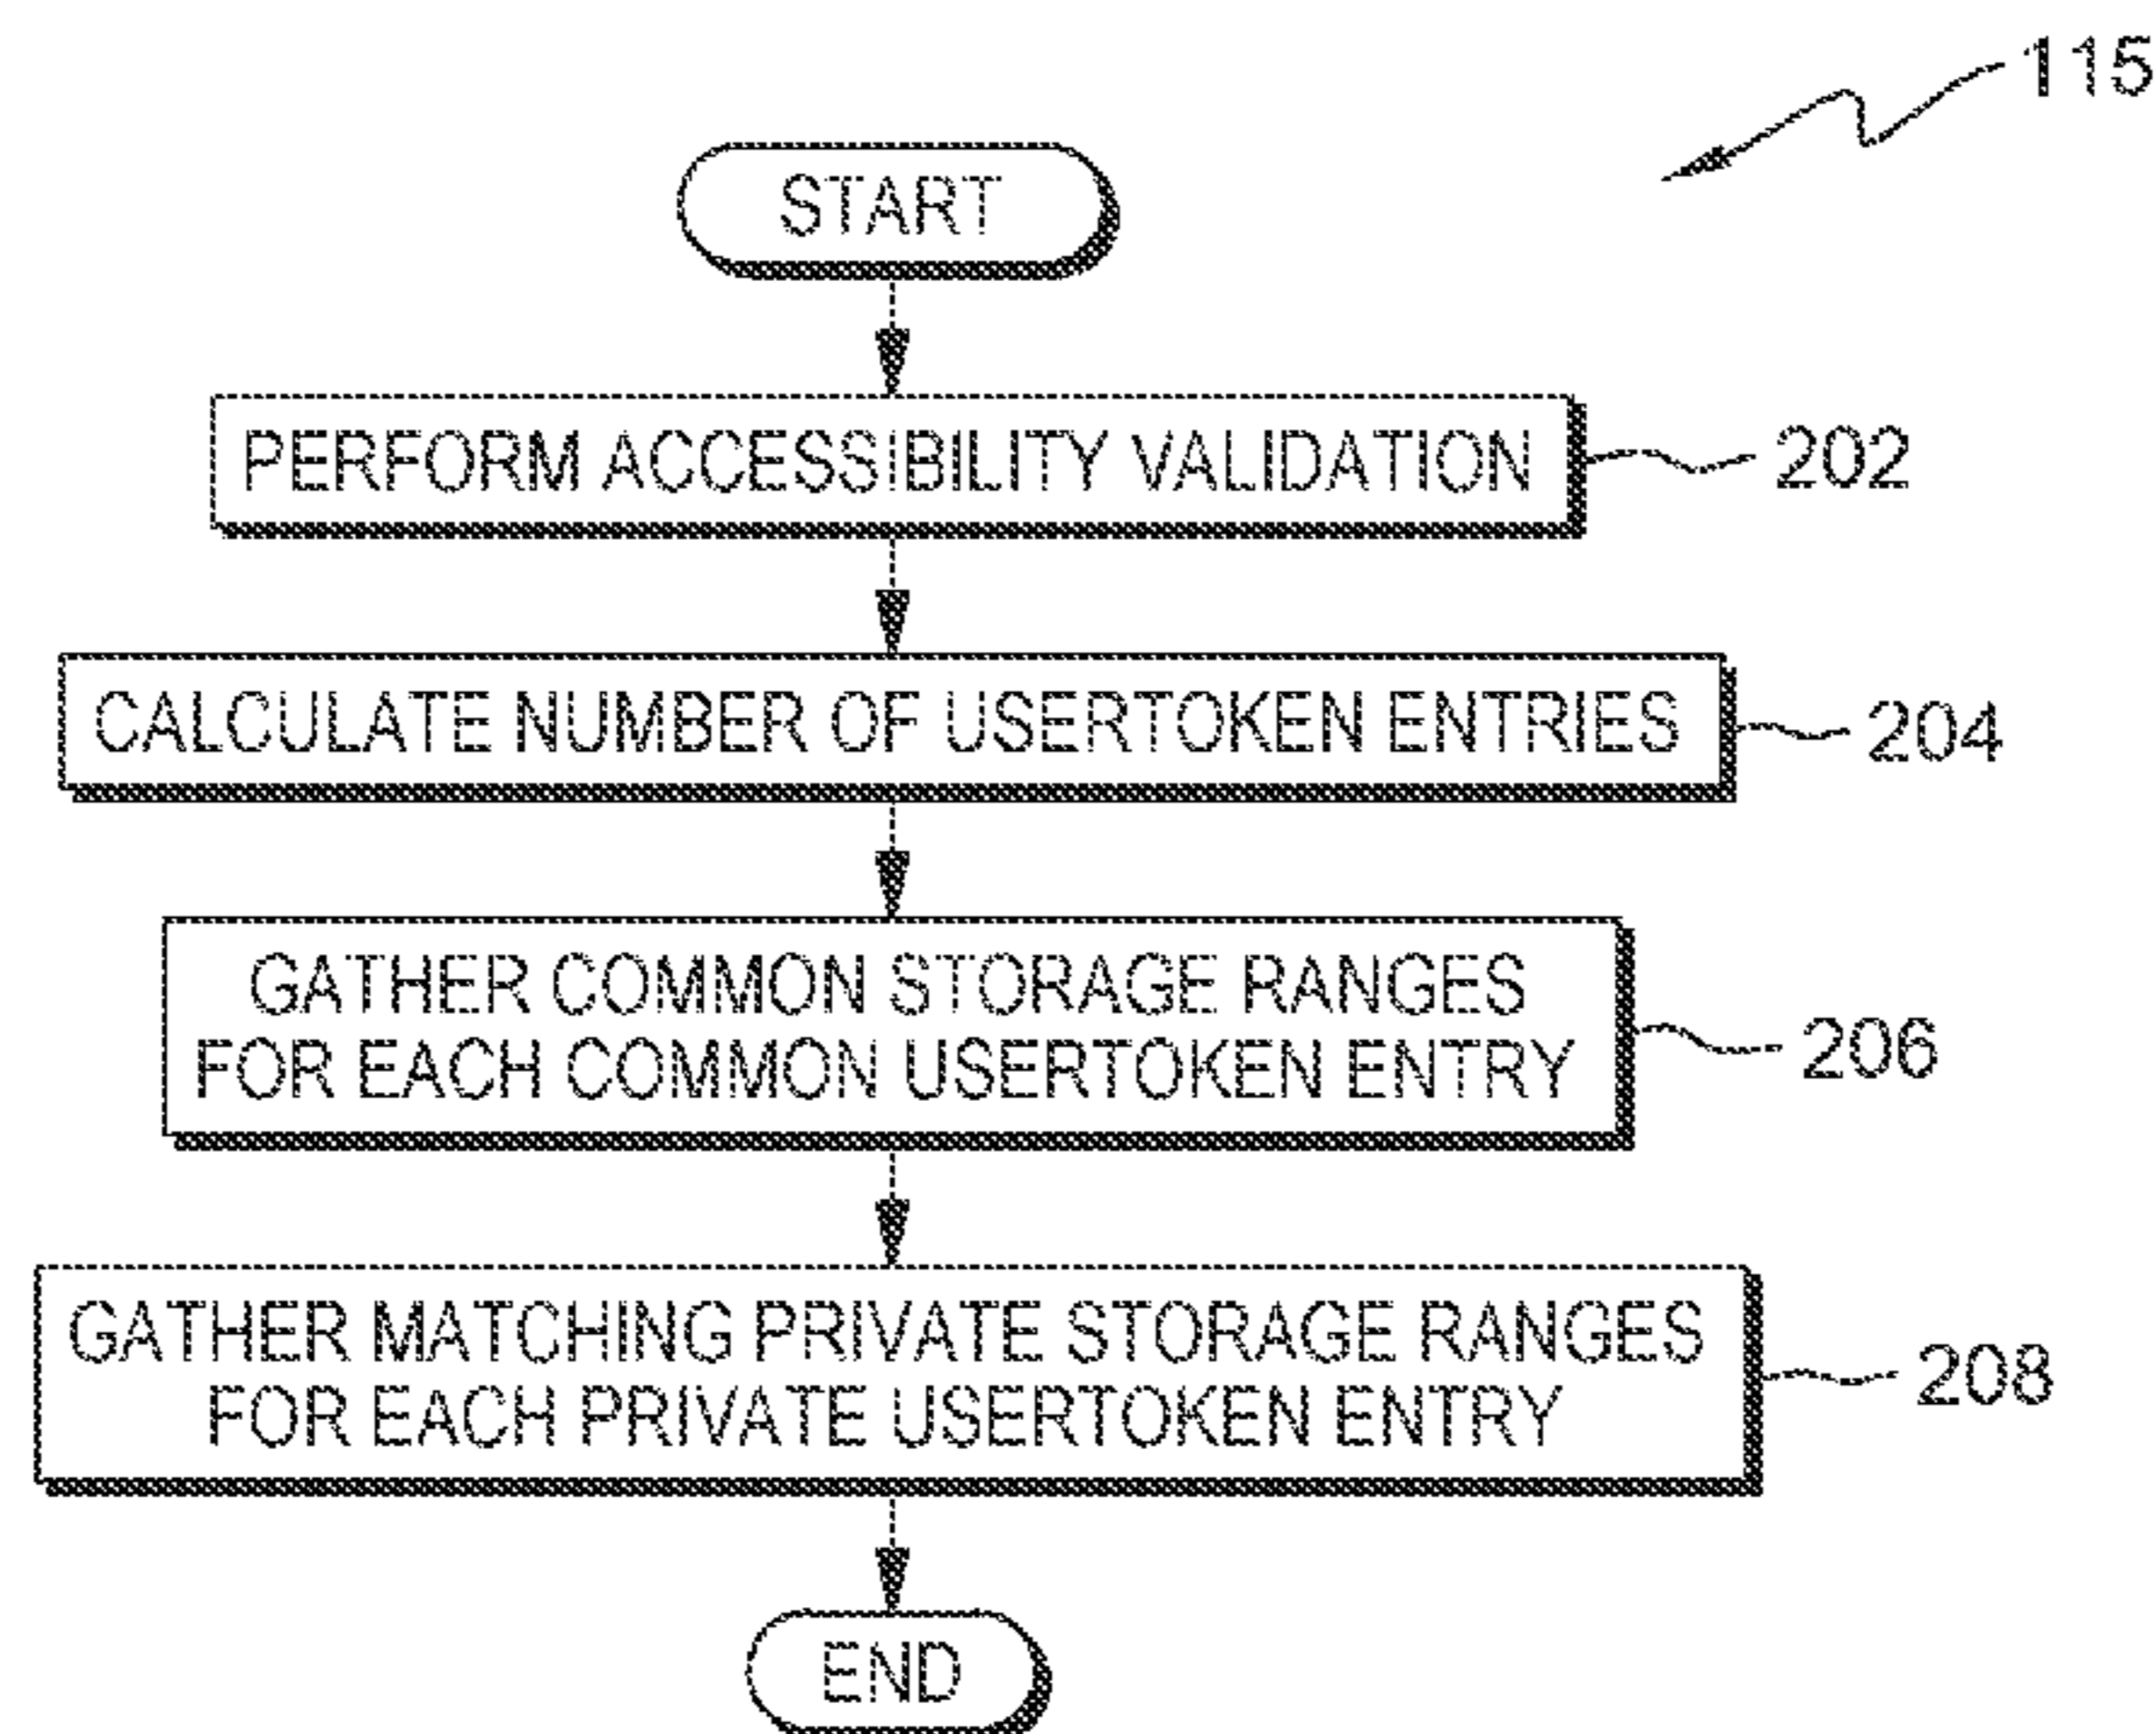 115
START
PERFORM ACCESSIBILITY VALIDATION
202
CALCULATE NUMBER OF USERTOKEN ENTRIES
204
GATHER COMMON STORAGE RANGES
FOR EACH COMMON USERTOKEN ENTRY
206
GATHER MATCHING PRIVATE STORAGE RANGES
FOR EACH PRIVATE USERTOKEN ENTRY
208
END